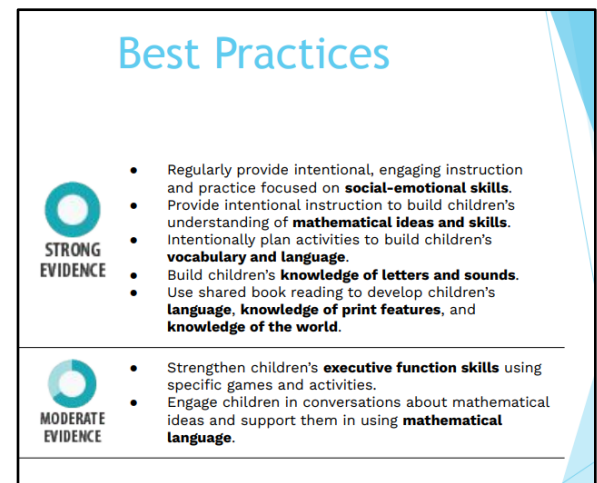 Best Practices
● Regularly provide intentional, engaging instruction
and practice focused on social-emotional skills.
● Provide intentional instruction to build children’s
understanding of mathematical ideas and skills.
● Intentionally plan activities to build children’s
vocabulary and language.
● Build children’s knowledge of letters and sounds.
● Use shared book reading to develop children’s
language, knowledge of print features, and
knowledge of the world.
STRONG
EVIDENCE
● Strengthen children’s executive function skills using
specific games and activities.
● Engage children in conversations about mathematical
ideas and support them in using mathematical
language.
MODERATE
EVIDENCE